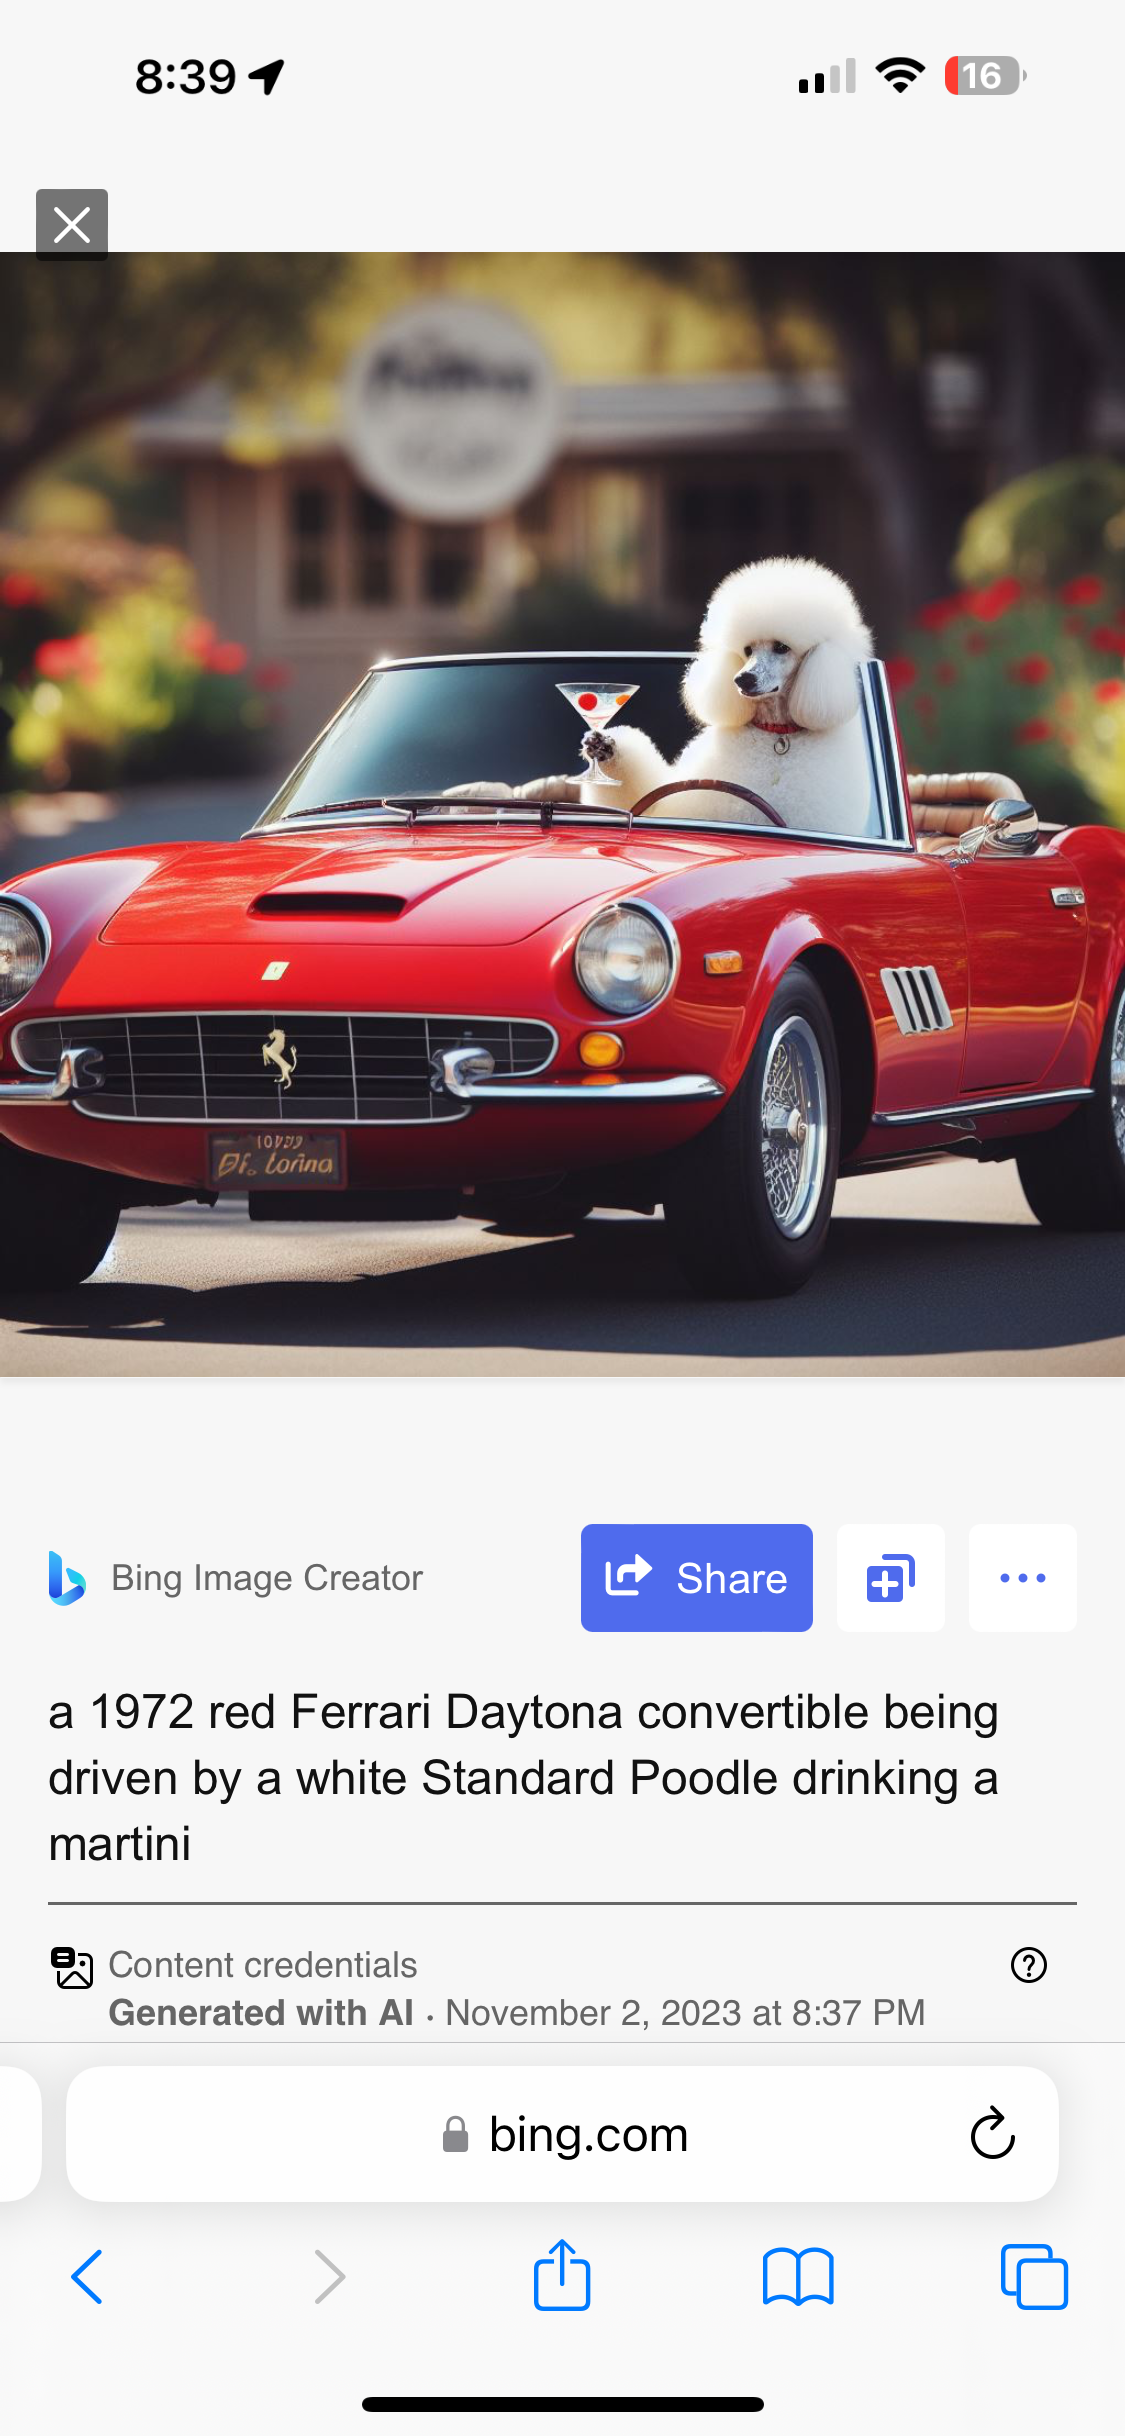 8:39
16
Bing Image Creator
Share
a 1972 red Ferrari Daytona convertible being
driven by a white Standard Poodle drinking a
martini
Content credentials
Generated with AI · November 2, 2023 at 8:37 PM
bing.com